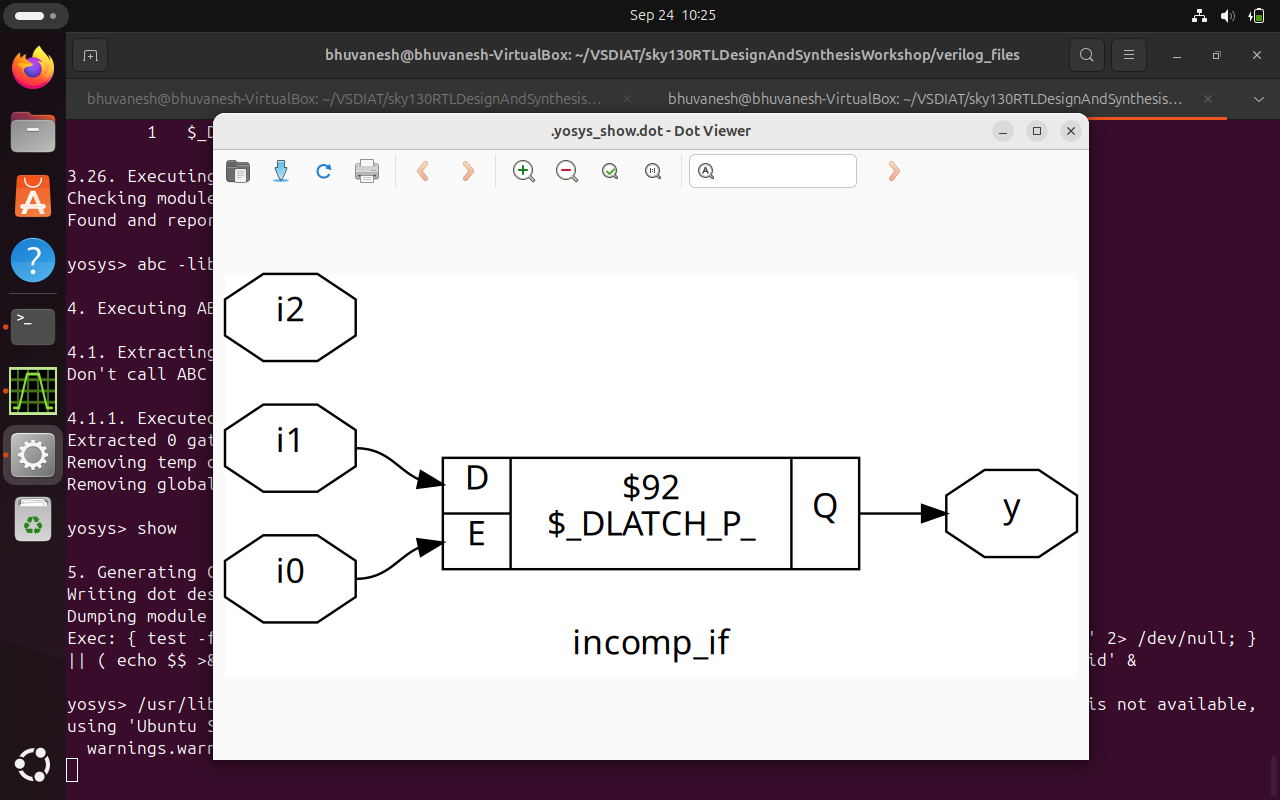 Sep 24 10:25
bhuvanesh@bhuvanesh-VirtualBox: ~/VSDIAT/sky130RTLDesignAndSynthesisWorkshop/verilog_files
bhuvanesh@bhuvanesh-VirtualBox: ~/VSDIAT/sky130RTLDesignAndSynthesis...
bhuvanesh@bhuvanesh-VirtualBox: ~/VSDIAT/sky130RTLDesignAndSynthesis...
1 $_D
.yosys_show.dot - Dot Viewer
3.26. Executing
Checking module
Found and repor
yosys> abc -lib
4. Executing AB
4.1. Extracting
Don't call ABC
4.1.1. Executed
Extracted 0 gat
Removing temp d
Removing global
yosys> show
5. Generating G
Writing dot des
Dumping module
Exec: { test -f ' 2> /dev/null; }
|| ( echo $$ >& id' &
yosys> /usr/lib is not available,
using 'Ubuntu S
warnings.warn
i2
i1
i0
D
E
$92
$_DLATCH_P_
Q
y
incomp_if